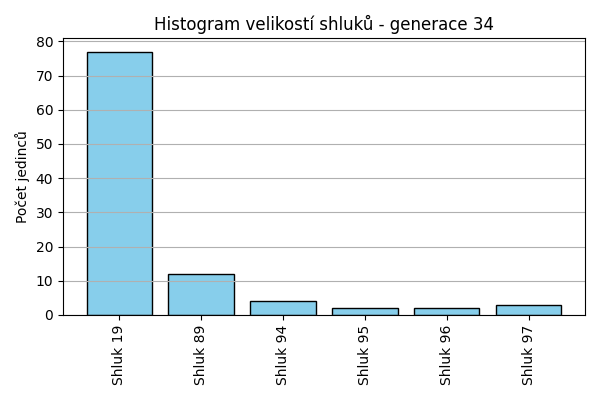 Histogram velikostí shluků - generace 34
Počet jedinců
80
70
60
50
40
30
20
10
0
Shluk 19
Shluk 89
Shluk 94
Shluk 95
Shluk 96
Shluk 97